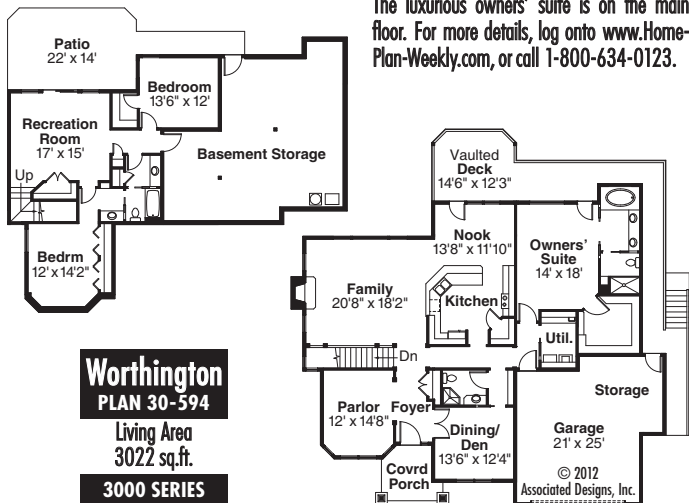 The luxurious owners' suite is on the main
floor. For more details, log onto www.Home-
Plan-Weekly.com, or call 1-800-634-0123.
Patio
22' x 14'
Bedroom
13'6" x 12'
Recreation
Room
17' x 15'
Basement Storage
Up
Bedrm
12' x 14'2"
Vaulted
Deck
14'6" x 12'3"
Nook
13'8" x 11'10"
Owners'
Suite
14' x 18'
Family
20'8" x 18'2"
Kitchen
Dn
Util.
Storage
Parlor
12' x 14'8"
Foyer
Dining/
Den
13'6" x 12'4"
Garage
21' x 25'
Covrd
Porch
© 2012
Associated Designs, Inc.
Worthington
PLAN 30-594
Living Area
3022 sq.ft.
3000 SERIES